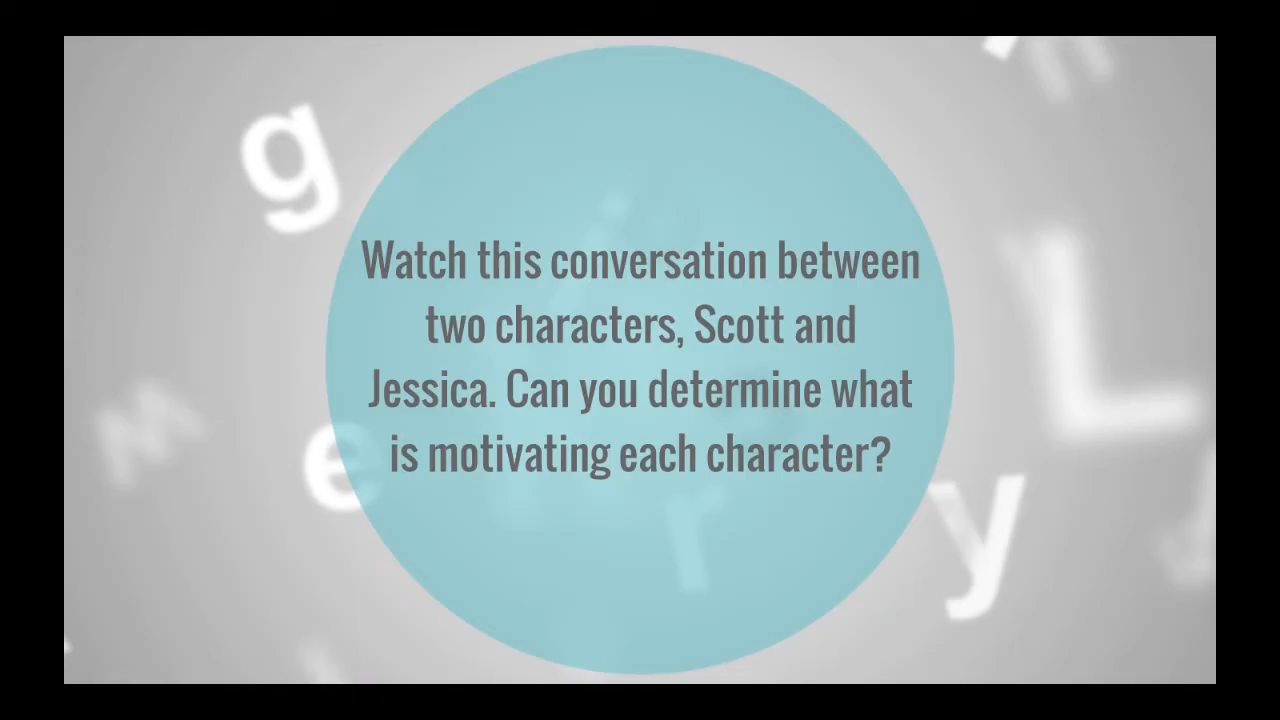 Watch this conversation between
two characters, Scott and
Jessica. Can you determine what
is motivating each character?
g
e
r
y
L